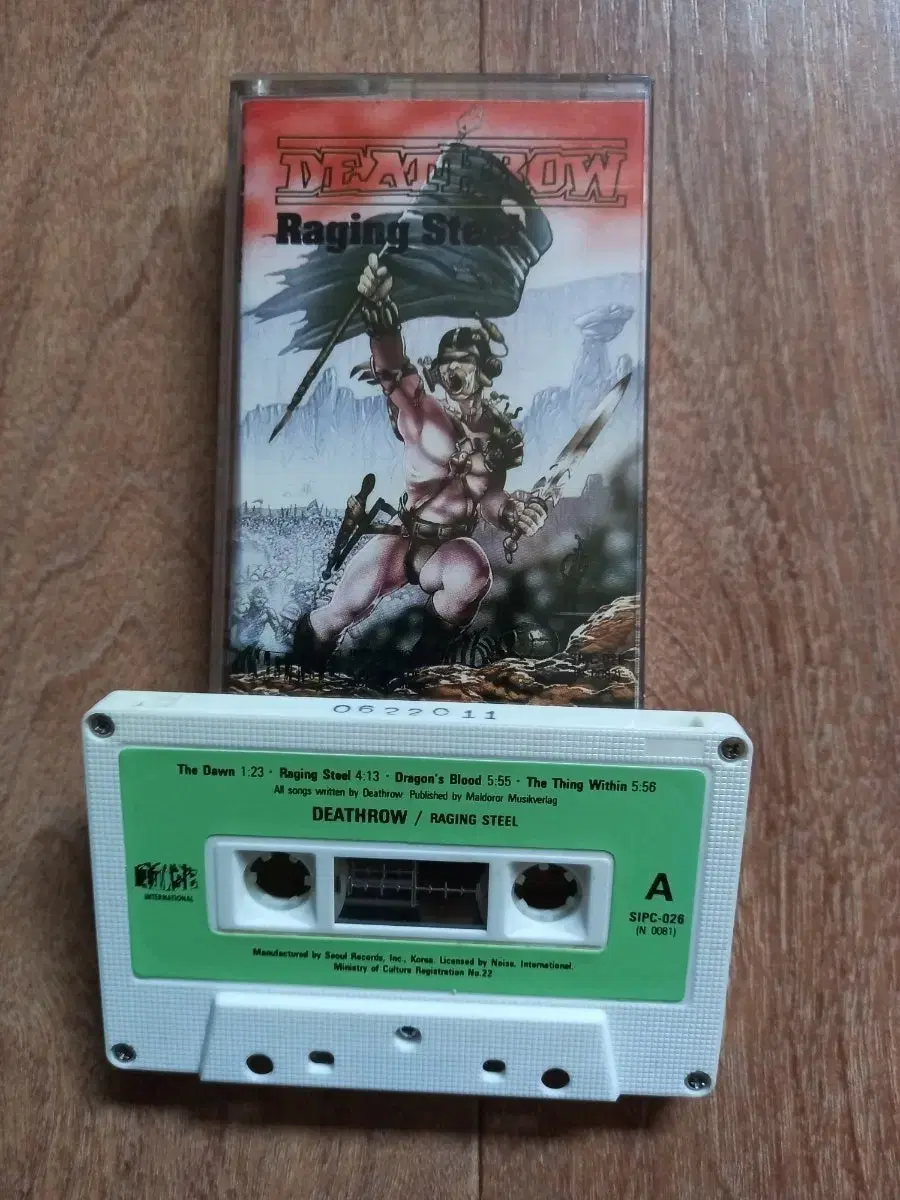 DEATHROW
Raging Steel
0622011
The Dawn 1:23 · Raging Steel 4:13 · Dragon's Blood 5:55 · The Thing Within 5:56
All songs written by Deathrow. Published by Maldoror Musikverlag
DEATHROW / RAGING STEEL
NOISE
INTERNATIONAL
A
SIPC-026
(N 0081)
Manufactured by Seoul Records, Inc., Korea. Licensed by Noise, International.
Ministry of Culture Registration No.22